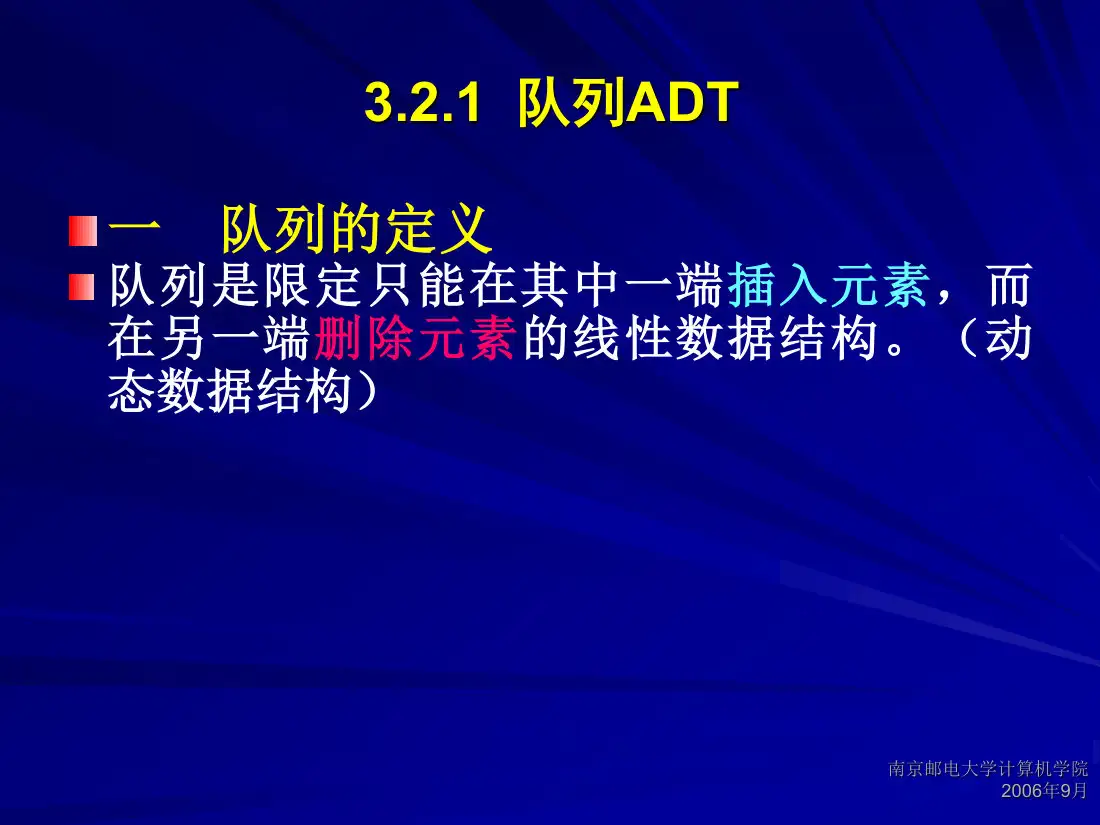 3.2.1 队列ADT
一 队列的定义
队列是限定只能在其中一端插入元素，而
在另一端删除元素的线性数据结构。（动
态数据结构）
南京邮电大学计算机学院
2006年9月